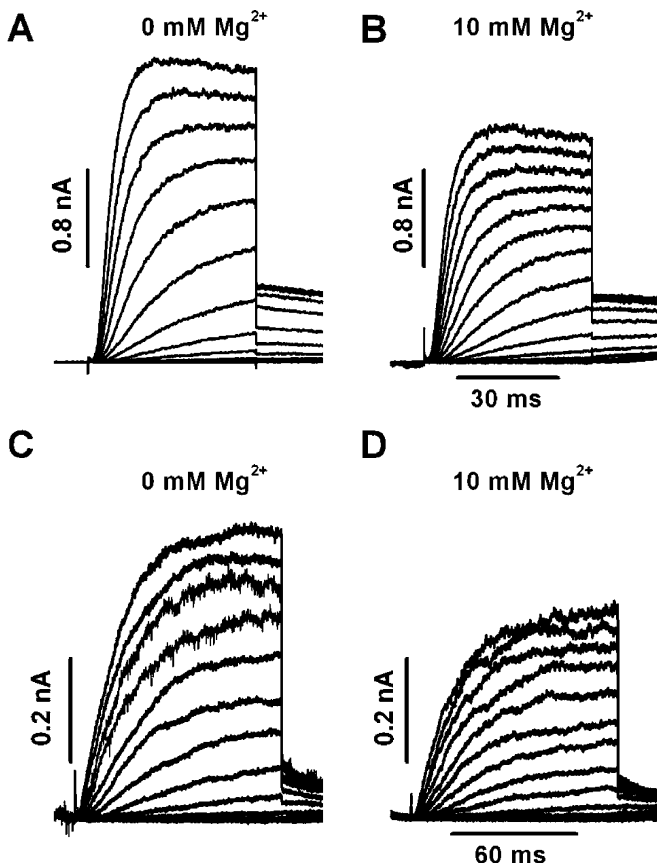 A
0 mM Mg²⁺
B
10 mM Mg²⁺
0.8 nA
0.8 nA
30 ms
C
0 mM Mg²⁺
D
10 mM Mg²⁺
0.2 nA
0.2 nA
60 ms